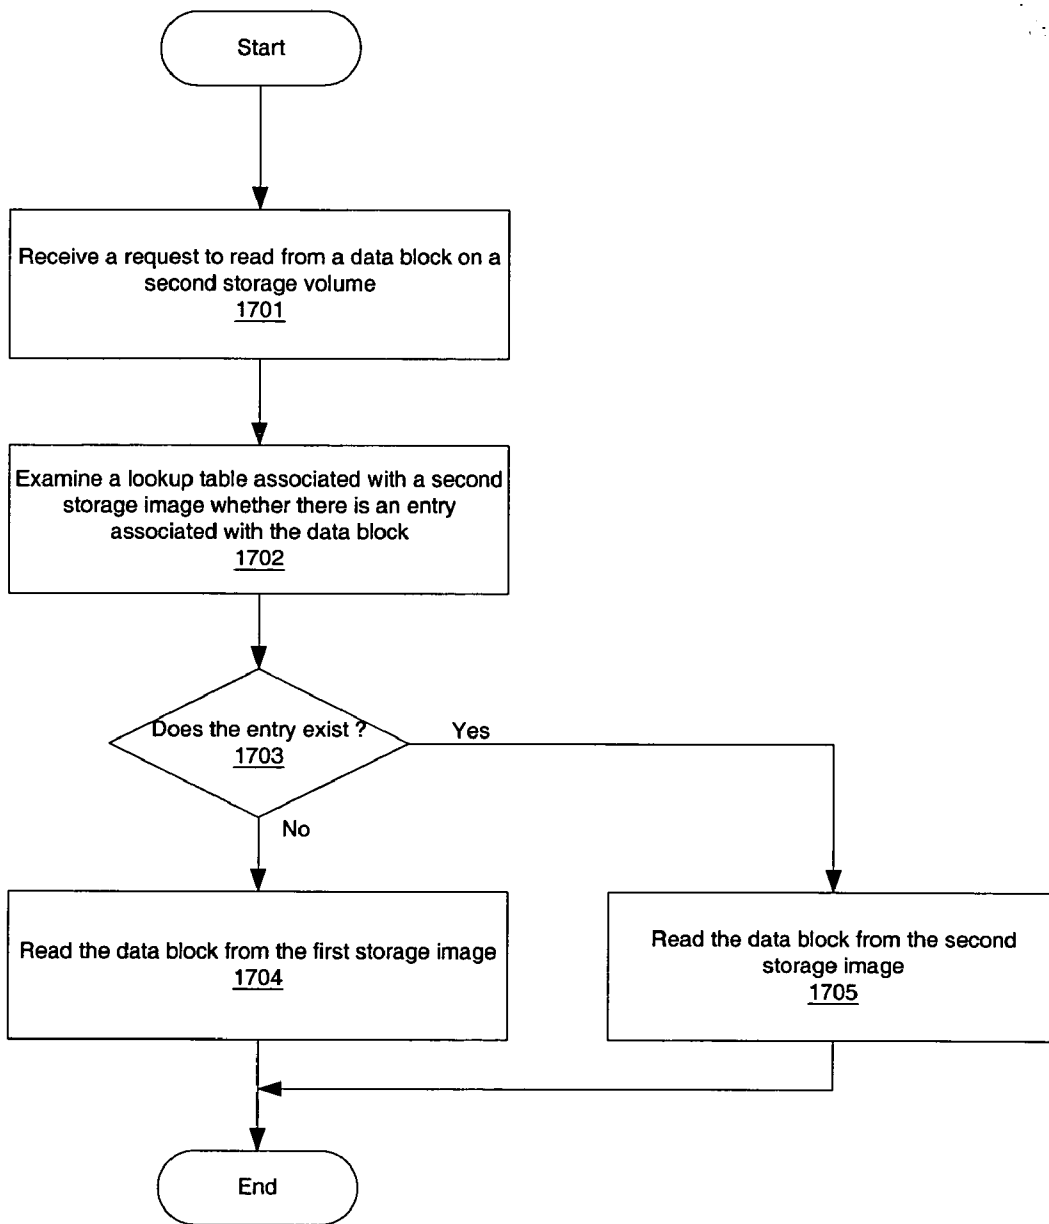 Start
Receive a request to read from a data block on a
second storage volume
1701
Examine a lookup table associated with a second
storage image whether there is an entry
associated with the data block
1702
Does the entry exist ?
1703
Yes
No
Read the data block from the first storage image
1704
Read the data block from the second
storage image
1705
End